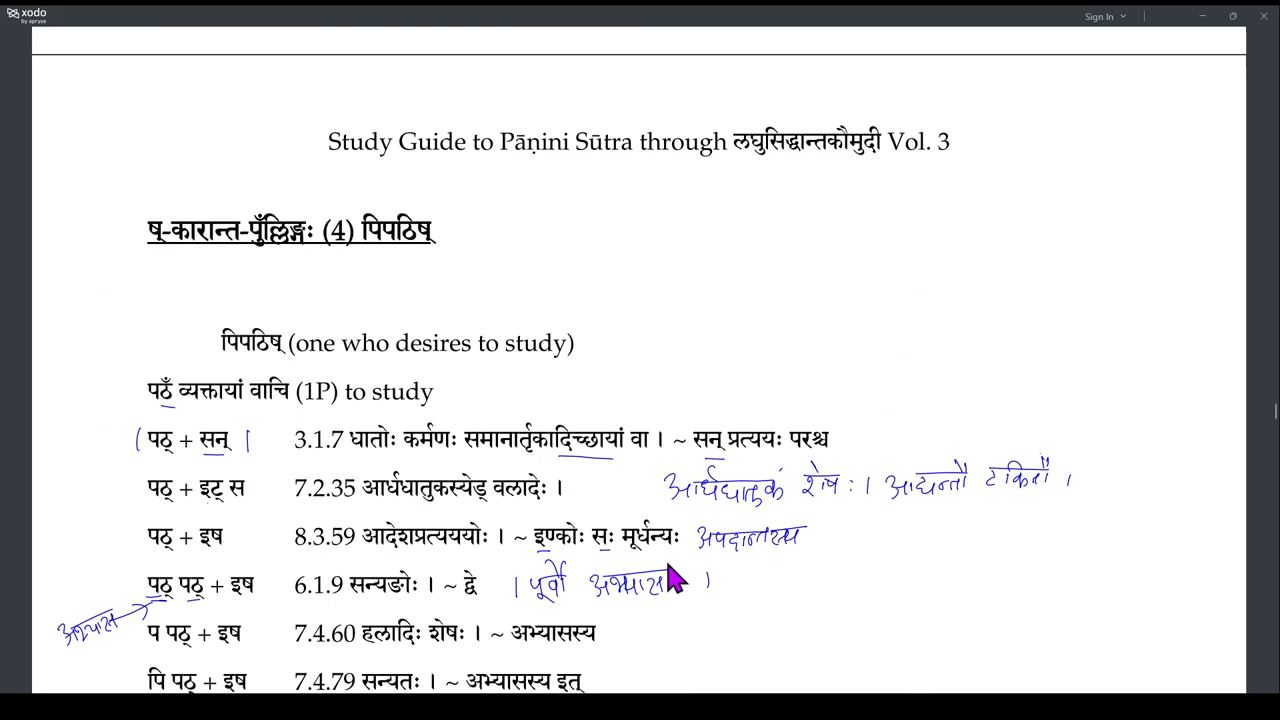 xodo
by apryse
Sign In
Study Guide to Pāṇini Sūtra through लघुसिद्धान्तकौमुदी Vol. 3
ष्-कारान्त-पुँल्लिङ्गः (4) पिपठिष्
पिपठिष् (one who desires to study)
पठँ व्यक्तायां वाचि (1P) to study
पठ् + सन् 3.1.7 धातोः कर्मणः समानार्तृकादिच्छायां वा । ~ सन् प्रत्ययः परश्च
पठ् + इट् स 7.2.35 आर्धधातुकस्येड् वलादेः । आर्धधातुकं शेषः । आद्यन्तौ टकितौ ।
पठ् + इष 8.3.59 आदेशप्रत्यययोः । ~ इण्कोः सः मूर्धन्यः अपदान्तस्य
पठ् पठ् + इष 6.1.9 सन्यङोः । ~ द्वे । पूर्वो अभ्यास ।
अभ्यास
प पठ् + इष 7.4.60 हलादिः शेषः । ~ अभ्यासस्य
पि पठ् + इष 7.4.79 सन्यतः । ~ अभ्यासस्य इत्